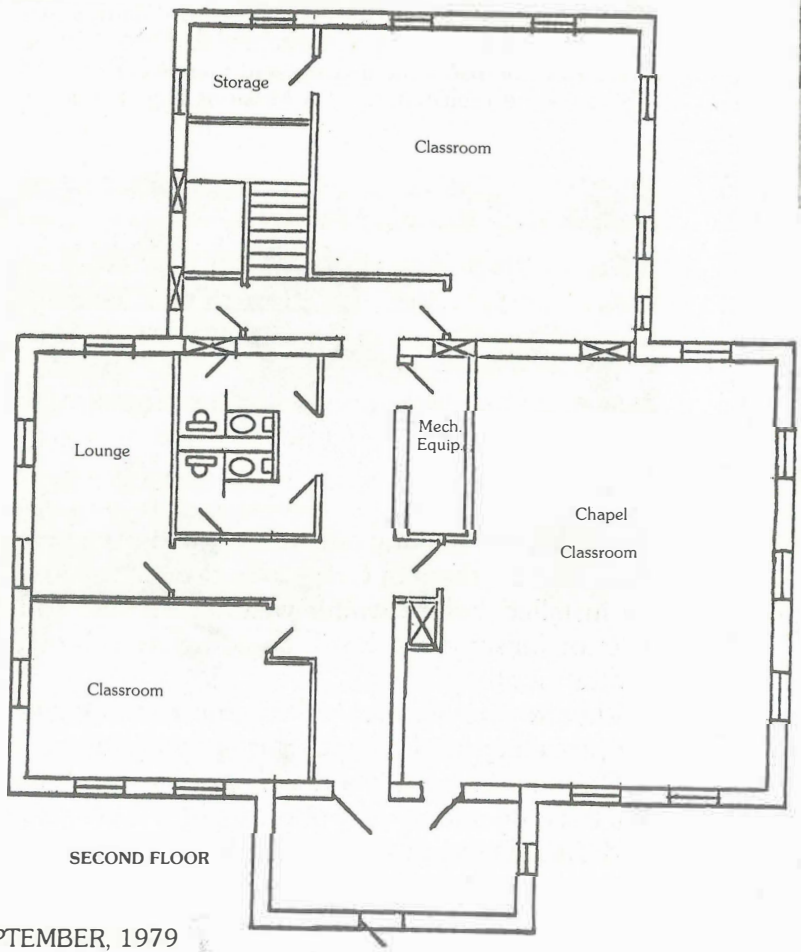 Storage
Classroom
Lounge
Mech.
Equip.
Chapel
Classroom
Classroom
SECOND FLOOR
PTEMBER, 1979